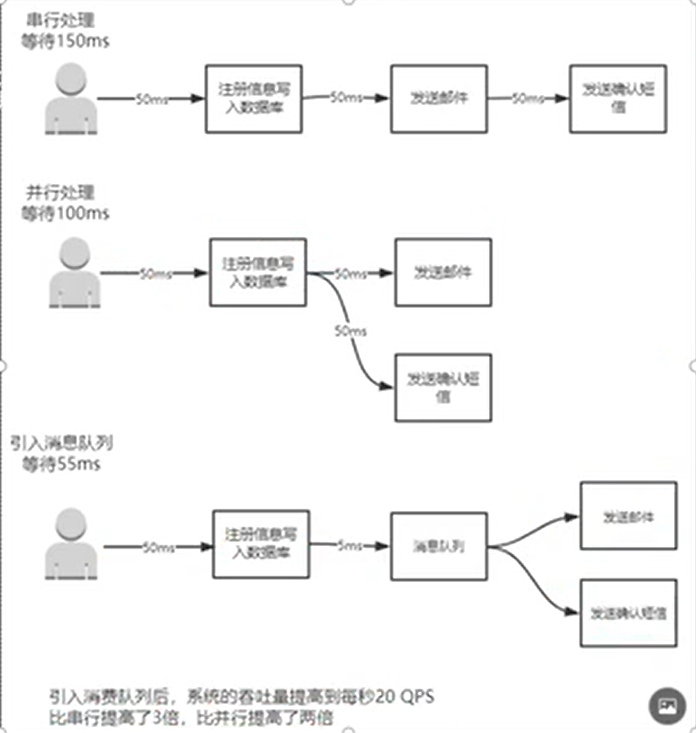 串行处理
等待150ms
50ms
注册信息写
入数据库
50ms
发送邮件
50ms
发送确认短
信
并行处理
等待100ms
50ms
注册信息写
入数据库
50ms
发送邮件
50ms
发送确认短
信
引入消息队列
等待55ms
50ms
注册信息写
入数据库
5ms
消息队列
发送邮件
发送确认短信
引入消费队列后，系统的吞吐量提高到每秒20 QPS
比串行提高了3倍，比并行提高了两倍